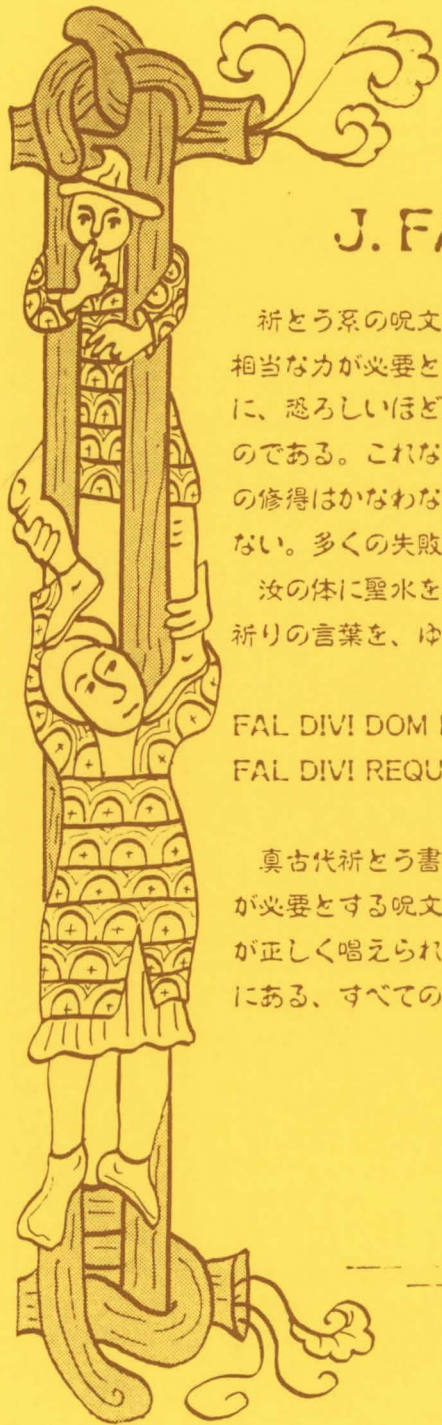 J. FA
祈とう系の呪文
相当な力が必要と
に、恐ろしいほど
のである。これな
の修得はかなわな
ない。多くの失敗
汝の体に聖水を
祈りの言葉を、ゆ
FAL DIVI DOM
FAL DIVI REQU
真古代祈とう書
が必要とする呪文
が正しく唱えられ
にある、すべての